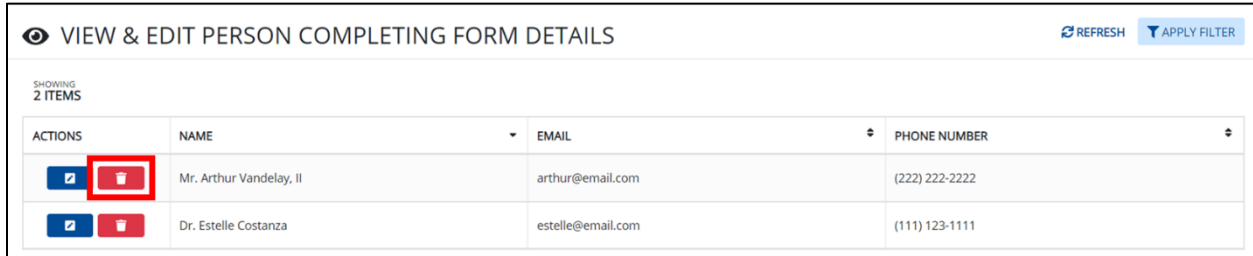 VIEW & EDIT PERSON COMPLETING FORM DETAILS
REFRESH APPLY FILTER
SHOWING
2 ITEMS
ACTIONS NAME EMAIL PHONE NUMBER
Mr. Arthur Vandelay, II arthur@email.com (222) 222-2222
Dr. Estelle Costanza estelle@email.com (111) 123-1111